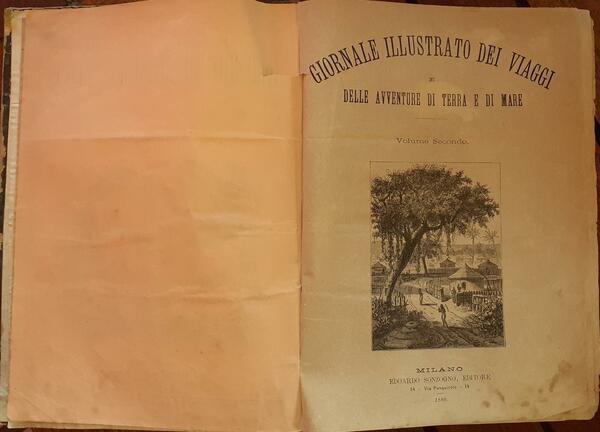 GIORNALE ILLUSTRATO DEI VIAGGI
E
DELLE AVVENTURE DI TERRA E DI MARE
Volume Secondo.
MILANO
EDOARDO SONZOGNO, EDITORE
14 - Via Pasquirolo - 14
1880.